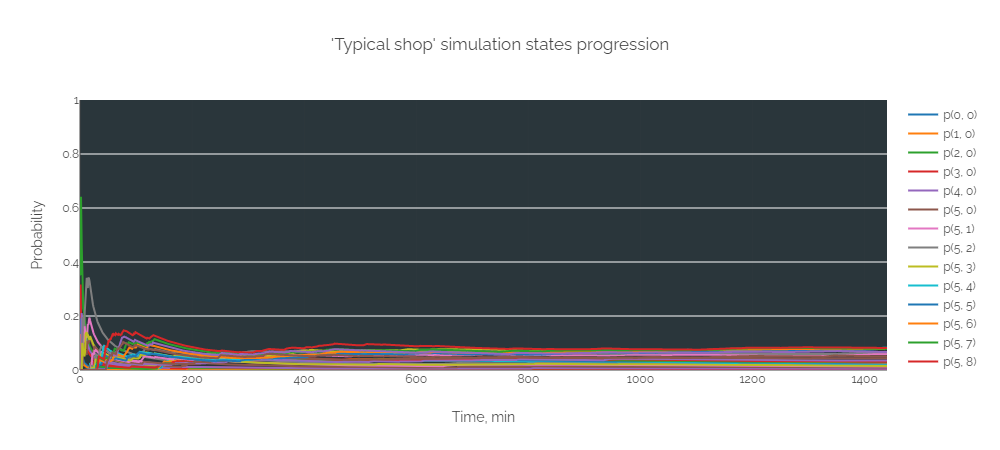 'Typical shop' simulation states progression
Probability
1
0.8
0.6
0.4
0.2
0
0 200 400 600 800 1000 1200 1400
Time, min
p(0, 0)
p(1, 0)
p(2, 0)
p(3, 0)
p(4, 0)
p(5, 0)
p(5, 1)
p(5, 2)
p(5, 3)
p(5, 4)
p(5, 5)
p(5, 6)
p(5, 7)
p(5, 8)